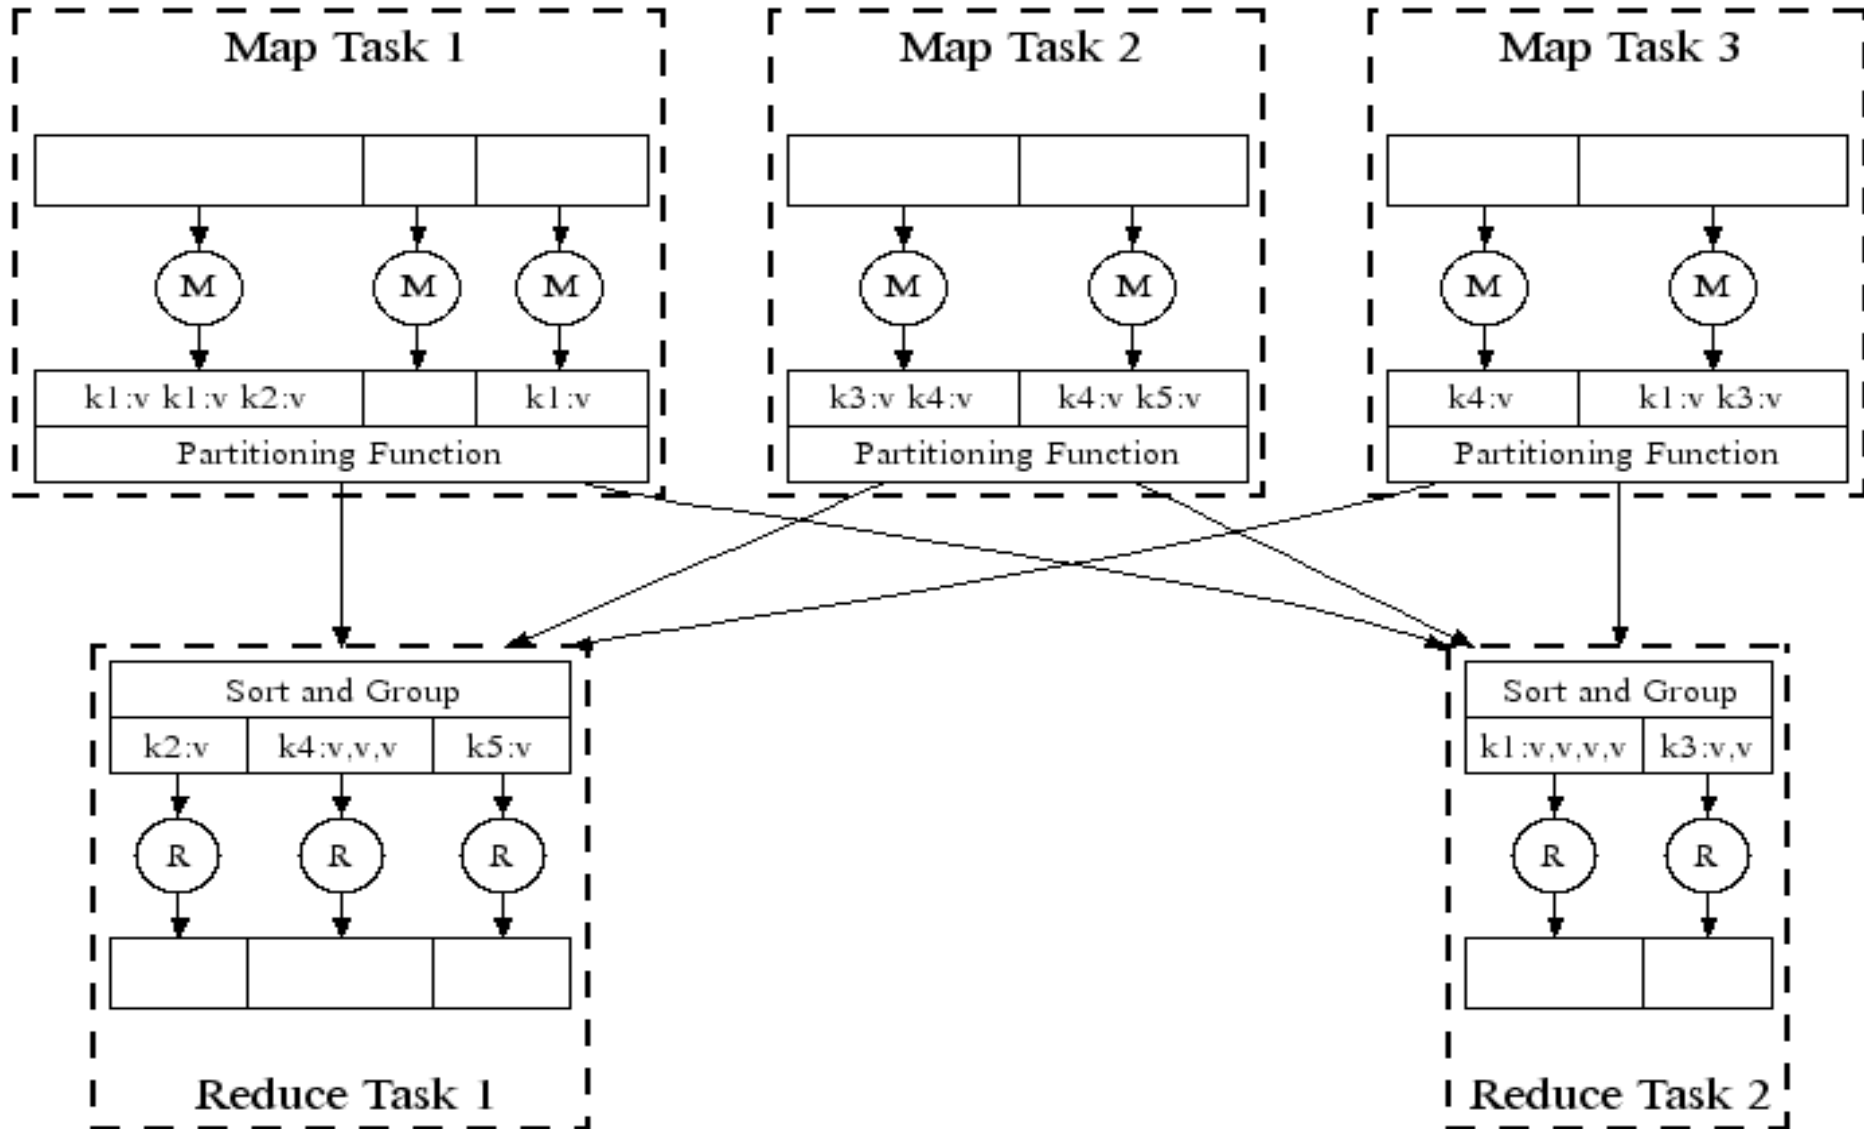 Map Task 1
Map Task 2
Map Task 3
M
M
M
M
M
M
M
k1:v k1:v k2:v
k1:v
k3:v k4:v
k4:v k5:v
k4:v
k1:v k3:v
Partitioning Function
Partitioning Function
Partitioning Function
Sort and Group
k2:v
k4:v,v,v
k5:v
R
R
R
Reduce Task 1
Sort and Group
k1:v,v,v,v
k3:v,v
R
R
Reduce Task 2